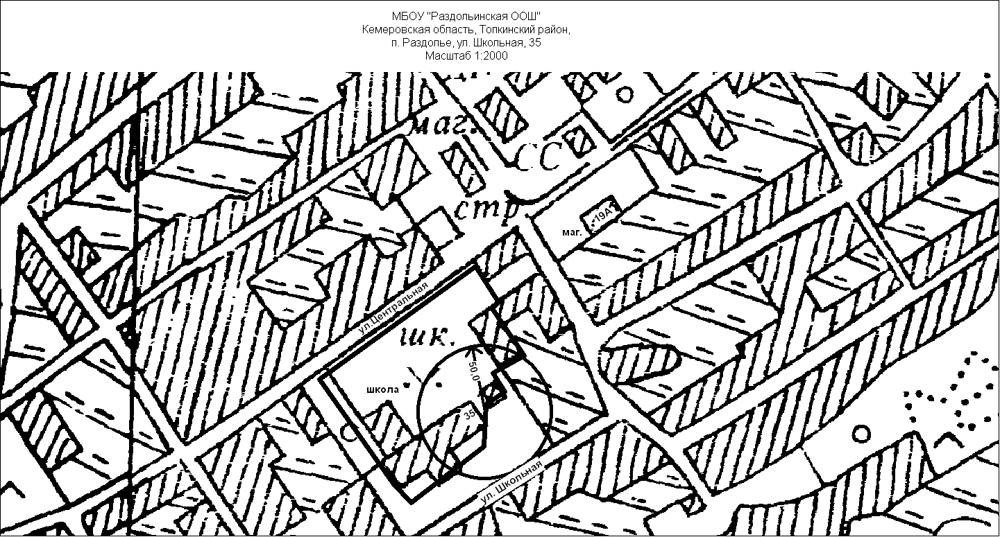 МБОУ "Раздольинская ООШ"
Кемеровская область, Топкинский район,
п. Раздолье, ул. Школьная, 35
Масштаб 1:2000
маг.
СС
стр
19А
маг.
ул.Центральная
шк.
50.0
школа
35
ул. Школьная